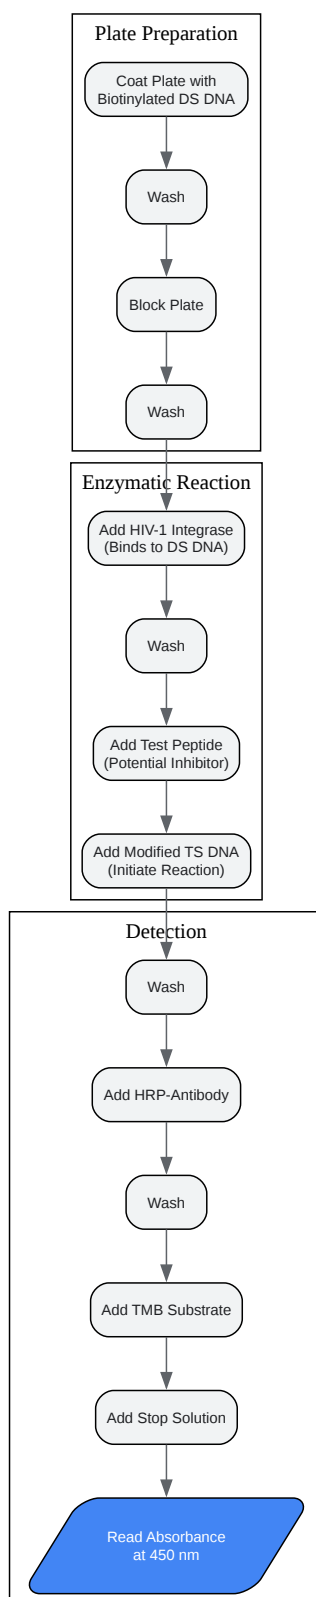 Plate Preparation
Coat Plate with
Biotinylated DS DNA
Wash
Block Plate
Wash
Enzymatic Reaction
Add HIV-1 Integrase
(Binds to DS DNA)
Wash
Add Test Peptide
(Potential Inhibitor)
Add Modified TS DNA
(Initiate Reaction)
Detection
Wash
Add HRP-Antibody
Wash
Add TMB Substrate
Add Stop Solution
Read Absorbance
at 450 nm